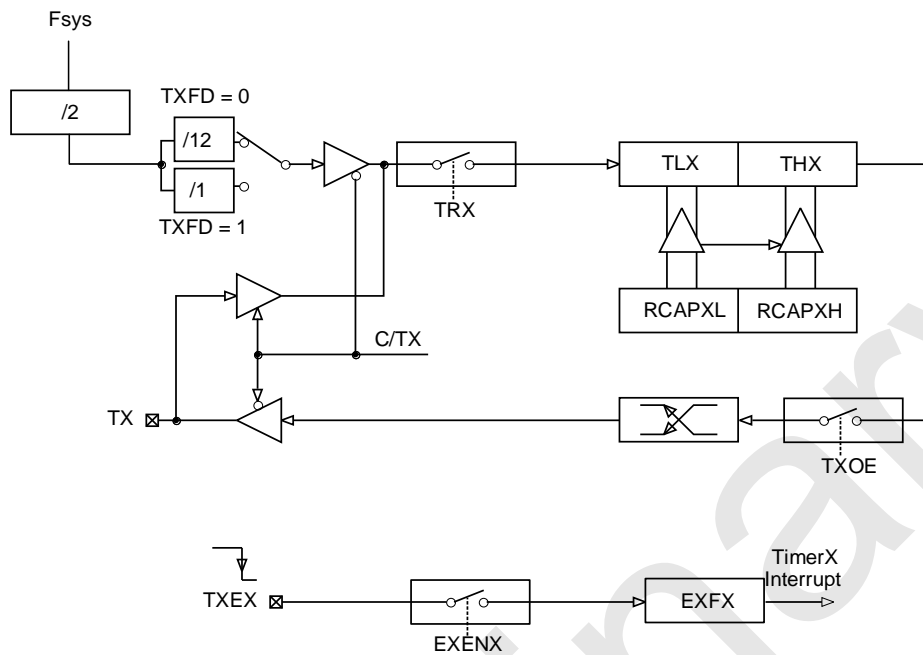 Fsys
/2
TXFD = 0
/12
/1
TXFD = 1
TRX
TLX
THX
RCAPXL
RCAPXH
C/TX
TX
TXOE
TXEX
EXENX
EXFX
TimerX
Interrupt